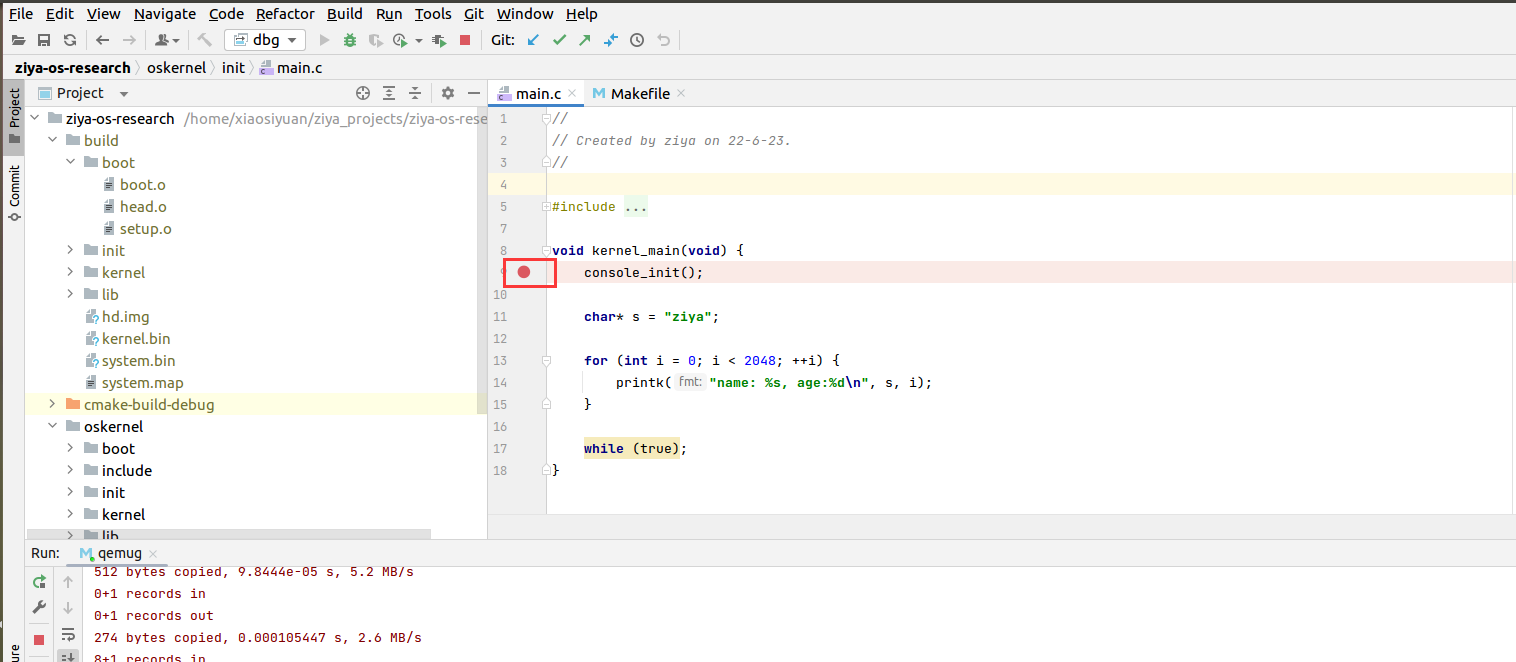 File Edit View Navigate Code Refactor Build Run Tools Git Window Help
dbg Git:
ziya-os-research oskernel init main.c
Project
main.c Makefile
Project
Commit
ziya-os-research /home/xiaosiyuan/ziya_projects/ziya-os-rese
build
boot
boot.o
head.o
setup.o
init
kernel
lib
hd.img
kernel.bin
system.bin
system.map
cmake-build-debug
oskernel
boot
include
init
kernel
lib
1 //
2 // Created by ziya on 22-6-23.
3 //
4
5 #include ...
7
8 void kernel_main(void) {
9 console_init();
10
11 char* s = "ziya";
12
13 for (int i = 0; i < 2048; ++i) {
14 printk( fmt: "name: %s, age:%d\n", s, i);
15 }
16
17 while (true);
18 }
Run: qemug
512 bytes copied, 9.8444e-05 s, 5.2 MB/s
0+1 records in
0+1 records out
274 bytes copied, 0.000105447 s, 2.6 MB/s
8+1 records in